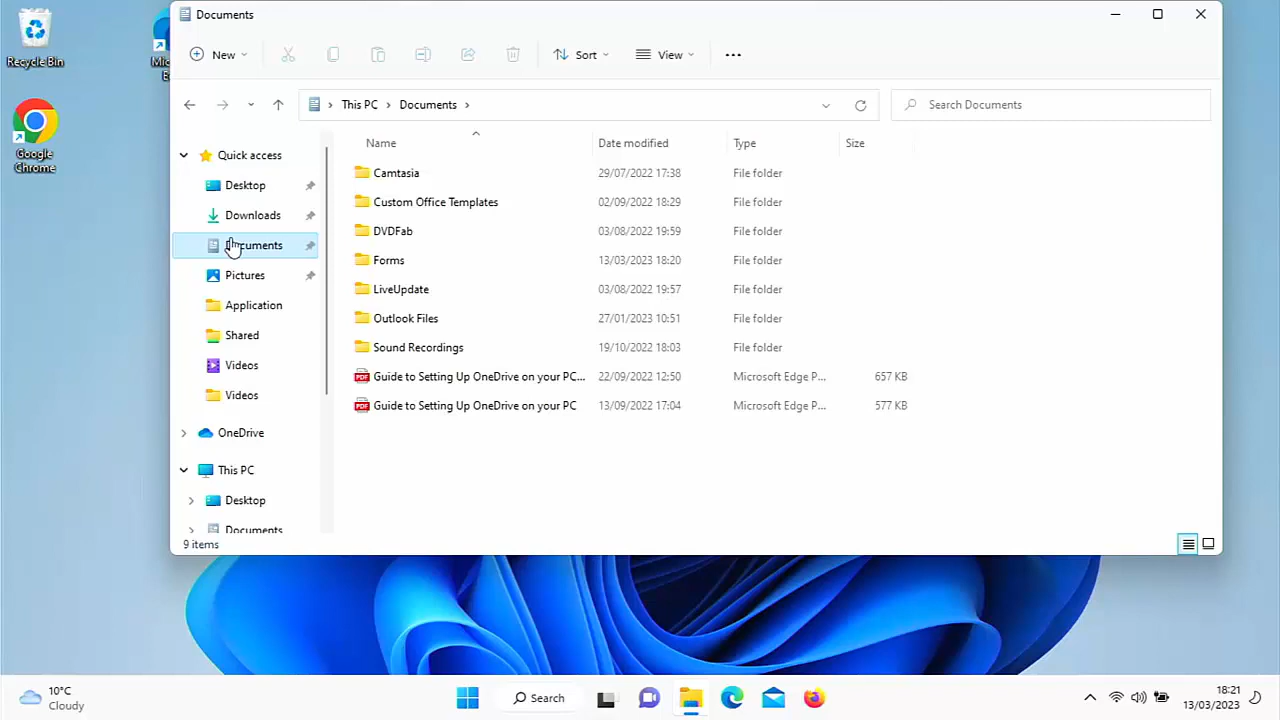 Documents
Recycle Bin
Google
Chrome
New
Sort
View
This PC
Documents
Search Documents
Name
Date modified
Type
Size
Quick access
Desktop
Downloads
Pictures
Application
Shared
Videos
Videos
OneDrive
This PC
Desktop
Documents
Camtasia 29/07/2022 17:38 File folder
Custom Office Templates 02/09/2022 18:29 File folder
DVDFab 03/08/2022 19:59 File folder
Forms 13/03/2023 18:20 File folder
LiveUpdate 03/08/2022 19:57 File folder
Outlook Files 27/01/2023 10:51 File folder
Sound Recordings 19/10/2022 18:03 File folder
Guide to Setting Up OneDrive on your PC... 22/09/2022 12:50 Microsoft Edge P... 657 KB
Guide to Setting Up OneDrive on your PC 13/09/2022 17:04 Microsoft Edge P... 577 KB
9 items
10°C
Cloudy
Search
18:21
13/03/2023